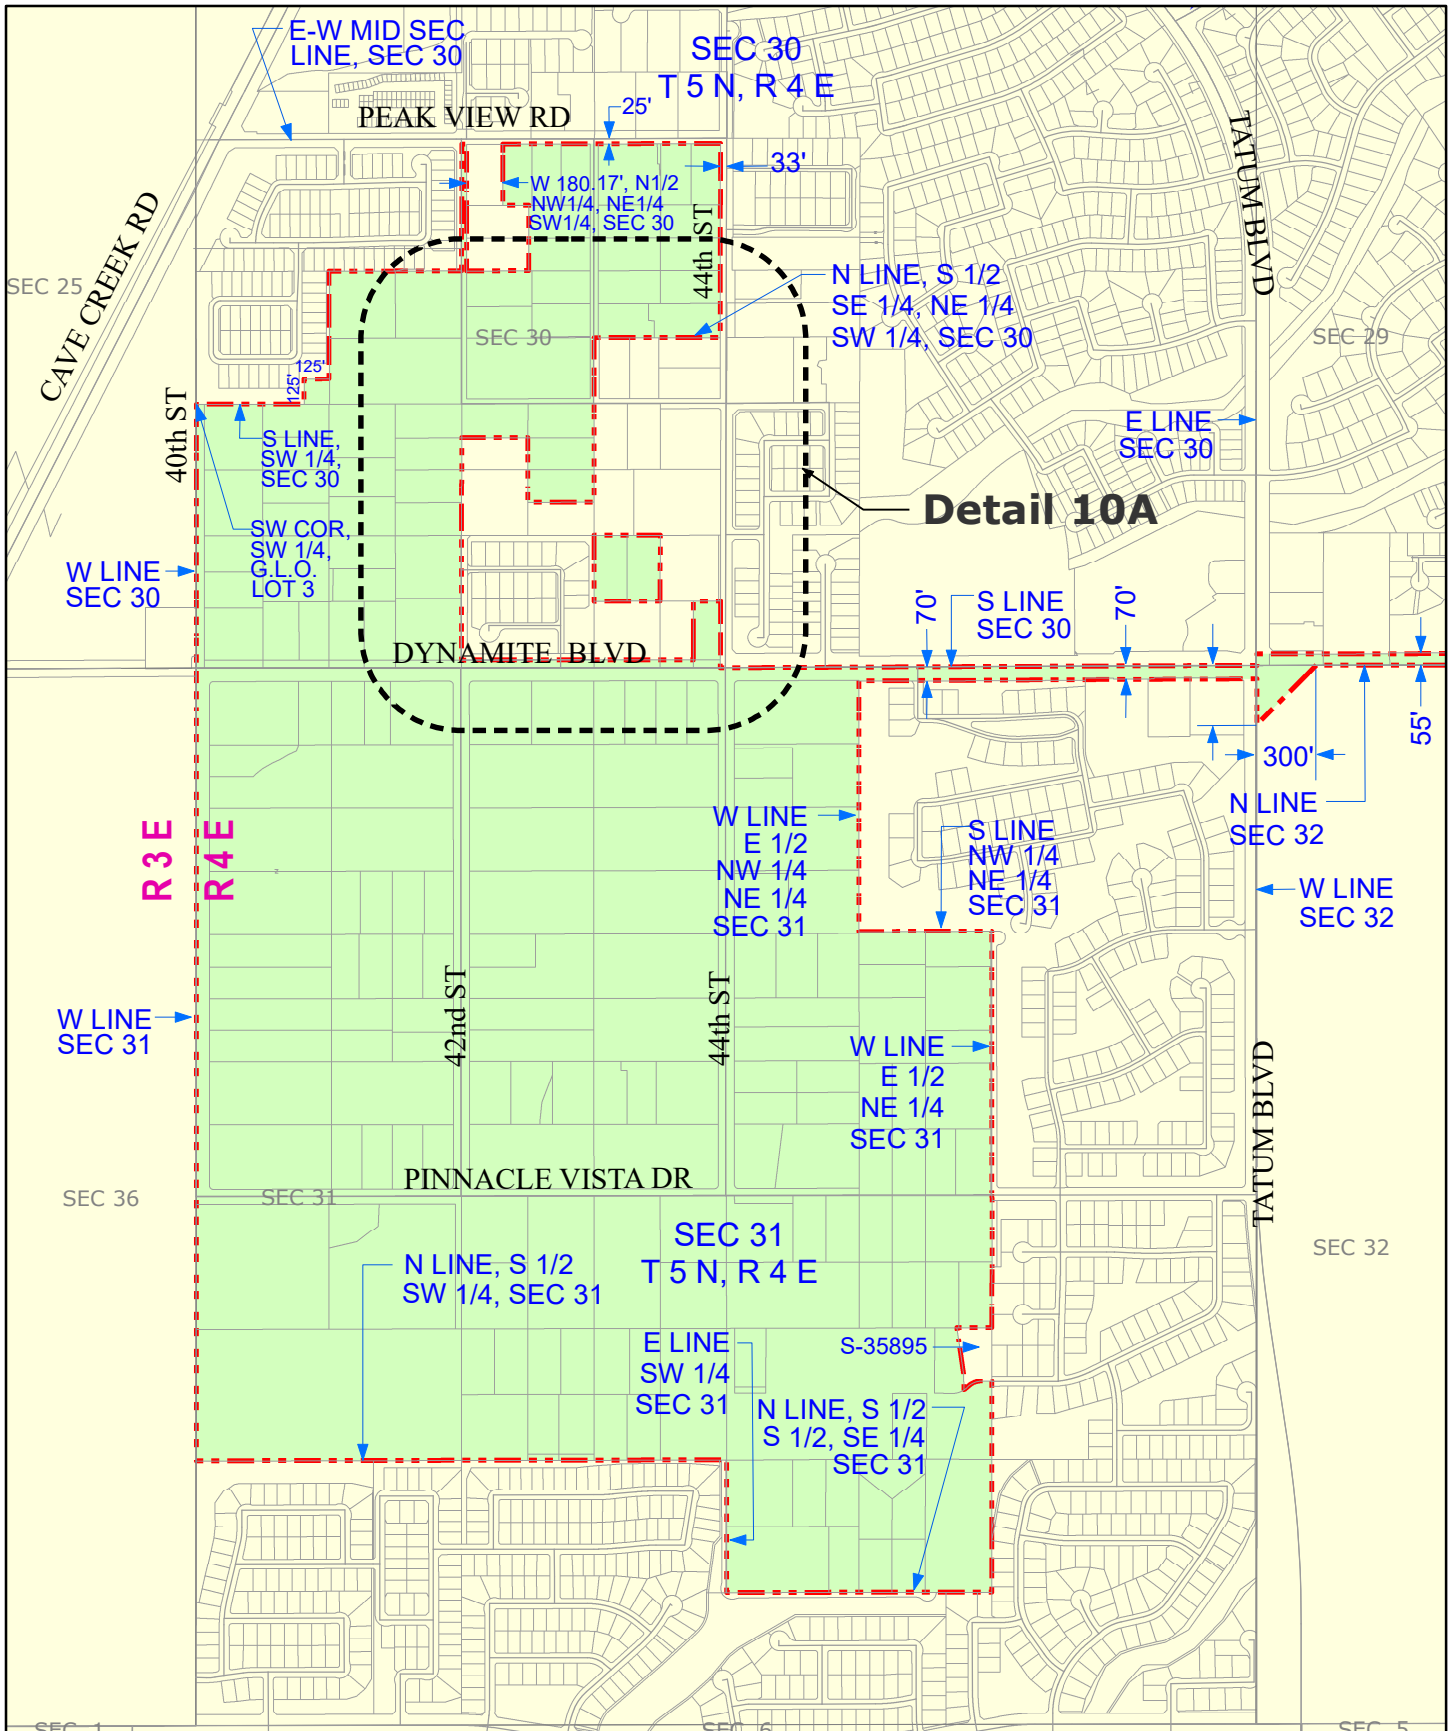 E-W MID SEC
LINE, SEC 30
SEC 30
T 5 N, R 4 E
PEAK VIEW RD
25'
33'
TATUM BLVD
W 180.17', N1/2
NW1/4, NE1/4
SW1/4, SEC 30
44th ST
CAVE CREEK RD
SEC 25
N LINE, S 1/2
SE 1/4, NE 1/4
SW 1/4, SEC 30
SEC 30
SEC 29
125'
125'
40th ST
S LINE,
SW 1/4,
SEC 30
E LINE
SEC 30
Detail 10A
SW COR,
SW 1/4,
G.L.O.
LOT 3
W LINE
SEC 30
70'
S LINE
SEC 30
70'
DYNAMITE BLVD
55'
300'
N LINE
SEC 32
R 3 E
R 4 E
W LINE
E 1/2
NW 1/4
NE 1/4
SEC 31
S LINE
NW 1/4
NE 1/4
SEC 31
W LINE
SEC 32
42nd ST
44th ST
W LINE
SEC 31
W LINE
E 1/2
NE 1/4
SEC 31
TATUM BLVD
PINNACLE VISTA DR
SEC 36
SEC 31
SEC 31
T 5 N, R 4 E
SEC 32
N LINE, S 1/2
SW 1/4, SEC 31
E LINE
SW 1/4
SEC 31
S-35895
N LINE, S 1/2
S 1/2, SE 1/4
SEC 31
SEC 1
SEC 6
SEC 5